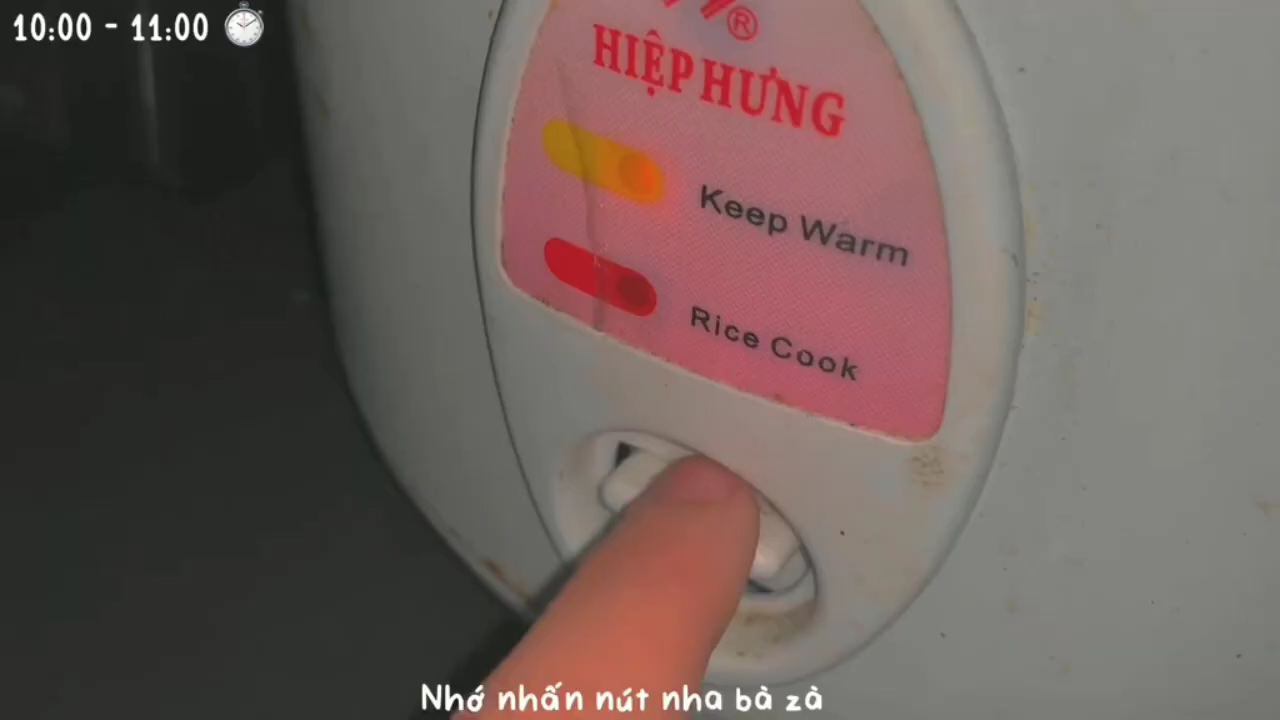 10:00 - 11:00
®
HIỆP HƯNG
Keep Warm
Rice Cook
Nhớ nhấn nút nha bà zà